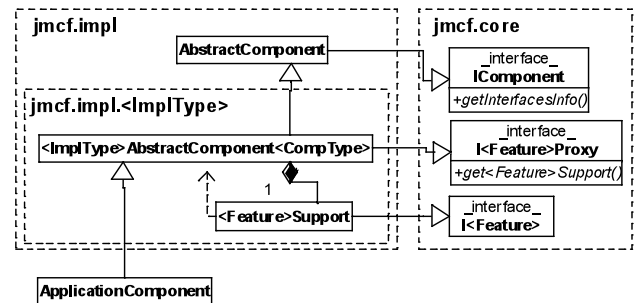 jmcf.impl
AbstractComponent
jmcf.impl.<ImplType>
<ImplType>AbstractComponent<CompType>
1
<Feature>Support
ApplicationComponent
jmcf.core
_interface_
IComponent
+getInterfacesInfo()
_interface_
I<Feature>Proxy
+get<Feature>Support()
_interface_
I<Feature>